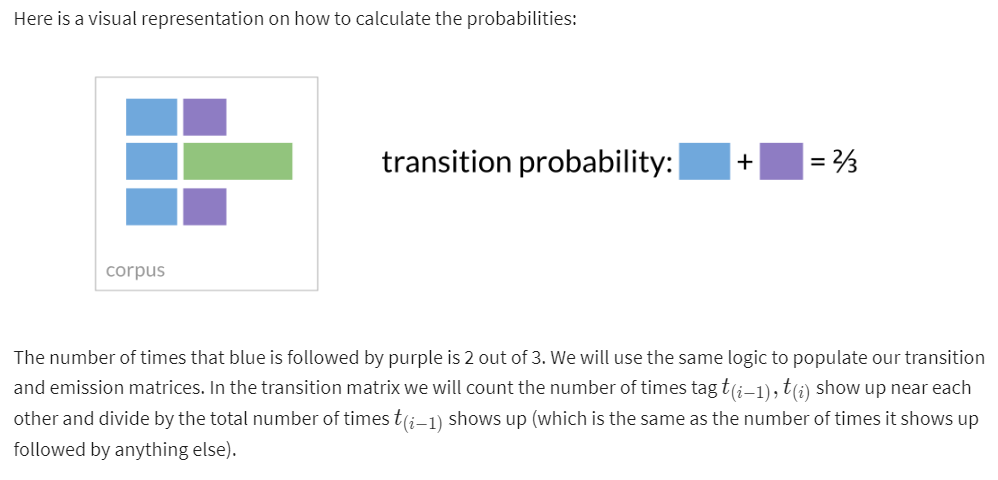 Here is a visual representation on how to calculate the probabilities:
transition probability: + = ⅔
corpus
The number of times that blue is followed by purple is 2 out of 3. We will use the same logic to populate our transition
and emission matrices. In the transition matrix we will count the number of times tag t(i−1), t(i) show up near each
other and divide by the total number of times t(i−1) shows up (which is the same as the number of times it shows up
followed by anything else).